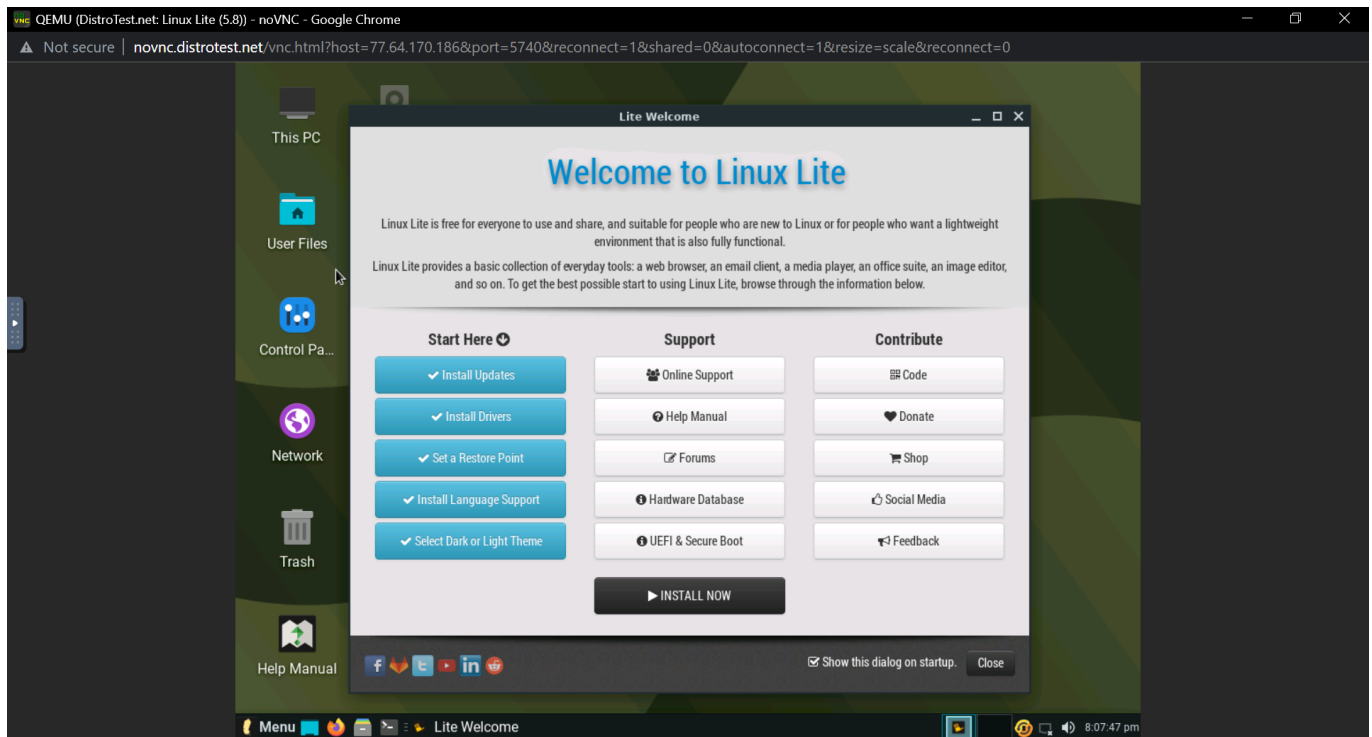 QEMU (DistroTest.net: Linux Lite (5.8)) - noVNC - Google Chrome
Not secure | novnc.distrotest.net/vnc.html?host=77.64.170.186&port=5740&reconnect=1&shared=0&autoconnect=1&resize=scale&reconnect=0
This PC
User Files
Control Pa...
Network
Trash
Help Manual
Lite Welcome
Welcome to Linux Lite
Linux Lite is free for everyone to use and share, and suitable for people who are new to Linux or for people who want a lightweight
environment that is also fully functional.
Linux Lite provides a basic collection of everyday tools: a web browser, an email client, a media player, an office suite, an image editor,
and so on. To get the best possible start to using Linux Lite, browse through the information below.
Start Here
Install Updates
Install Drivers
Set a Restore Point
Install Language Support
Select Dark or Light Theme
Support
Online Support
Help Manual
Forums
Hardware Database
UEFI & Secure Boot
Contribute
Code
Donate
Shop
Social Media
Feedback
INSTALL NOW
Show this dialog on startup.
Close
Menu
Lite Welcome
8:07:47 pm